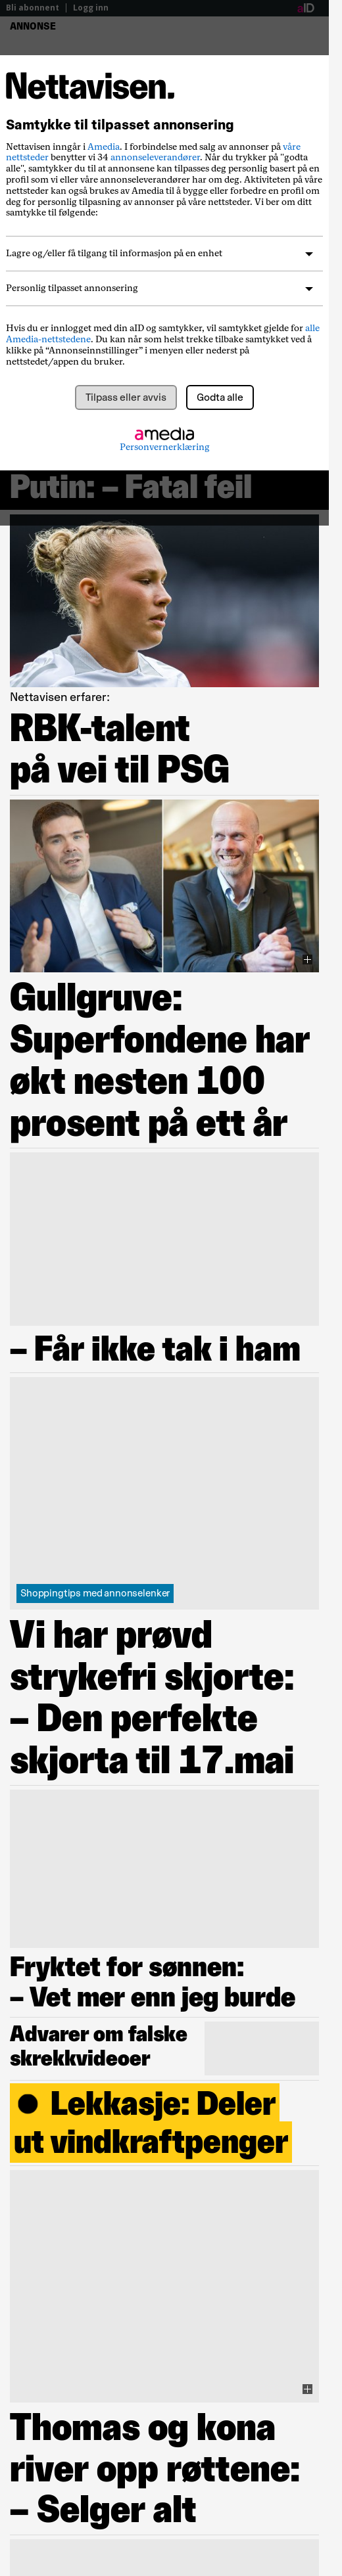 Bli abonnent | Logg inn
aID
ANNONSE
Nettavisen.
Samtykke til tilpasset annonsering
Nettavisen inngår i Amedia. I forbindelse med salg av annonser på våre
nettsteder benytter vi 34 annonseleverandører. Når du trykker på "godta
alle", samtykker du til at annonsene kan tilpasses deg personlig basert på en
profil som vi eller våre annonseleverandører har om deg. Aktiviteten på våre
nettsteder kan også brukes av Amedia til å bygge eller forbedre en profil om
deg for personlig tilpasning av annonser på våre nettsteder. Vi ber om ditt
samtykke til følgende:
Lagre og/eller få tilgang til informasjon på en enhet
Personlig tilpasset annonsering
Hvis du er innlogget med din aID og samtykker, vil samtykket gjelde for alle
Amedia-nettstedene. Du kan når som helst trekke tilbake samtykket ved å
klikke på “Annonseinnstillinger” i menyen eller nederst på
nettstedet/appen du bruker.
Tilpass eller avvis
Godta alle
amedia
Personvernerklæring
Putin: – Fatal feil
Nettavisen erfarer:
RBK-talent
på vei til PSG
Gullgruve:
Superfondene har
økt nesten 100
prosent på ett år
– Får ikke tak i ham
Shoppingtips med annonselenker
Vi har prøvd
strykefri skjorte:
– Den perfekte
skjorta til 17.mai
Fryktet for sønnen:
– Vet mer enn jeg burde
Advarer om falske
skrekkvideoer
● Lekkasje: Deler
ut vindkraftpenger
Thomas og kona
river opp røttene:
– Selger alt